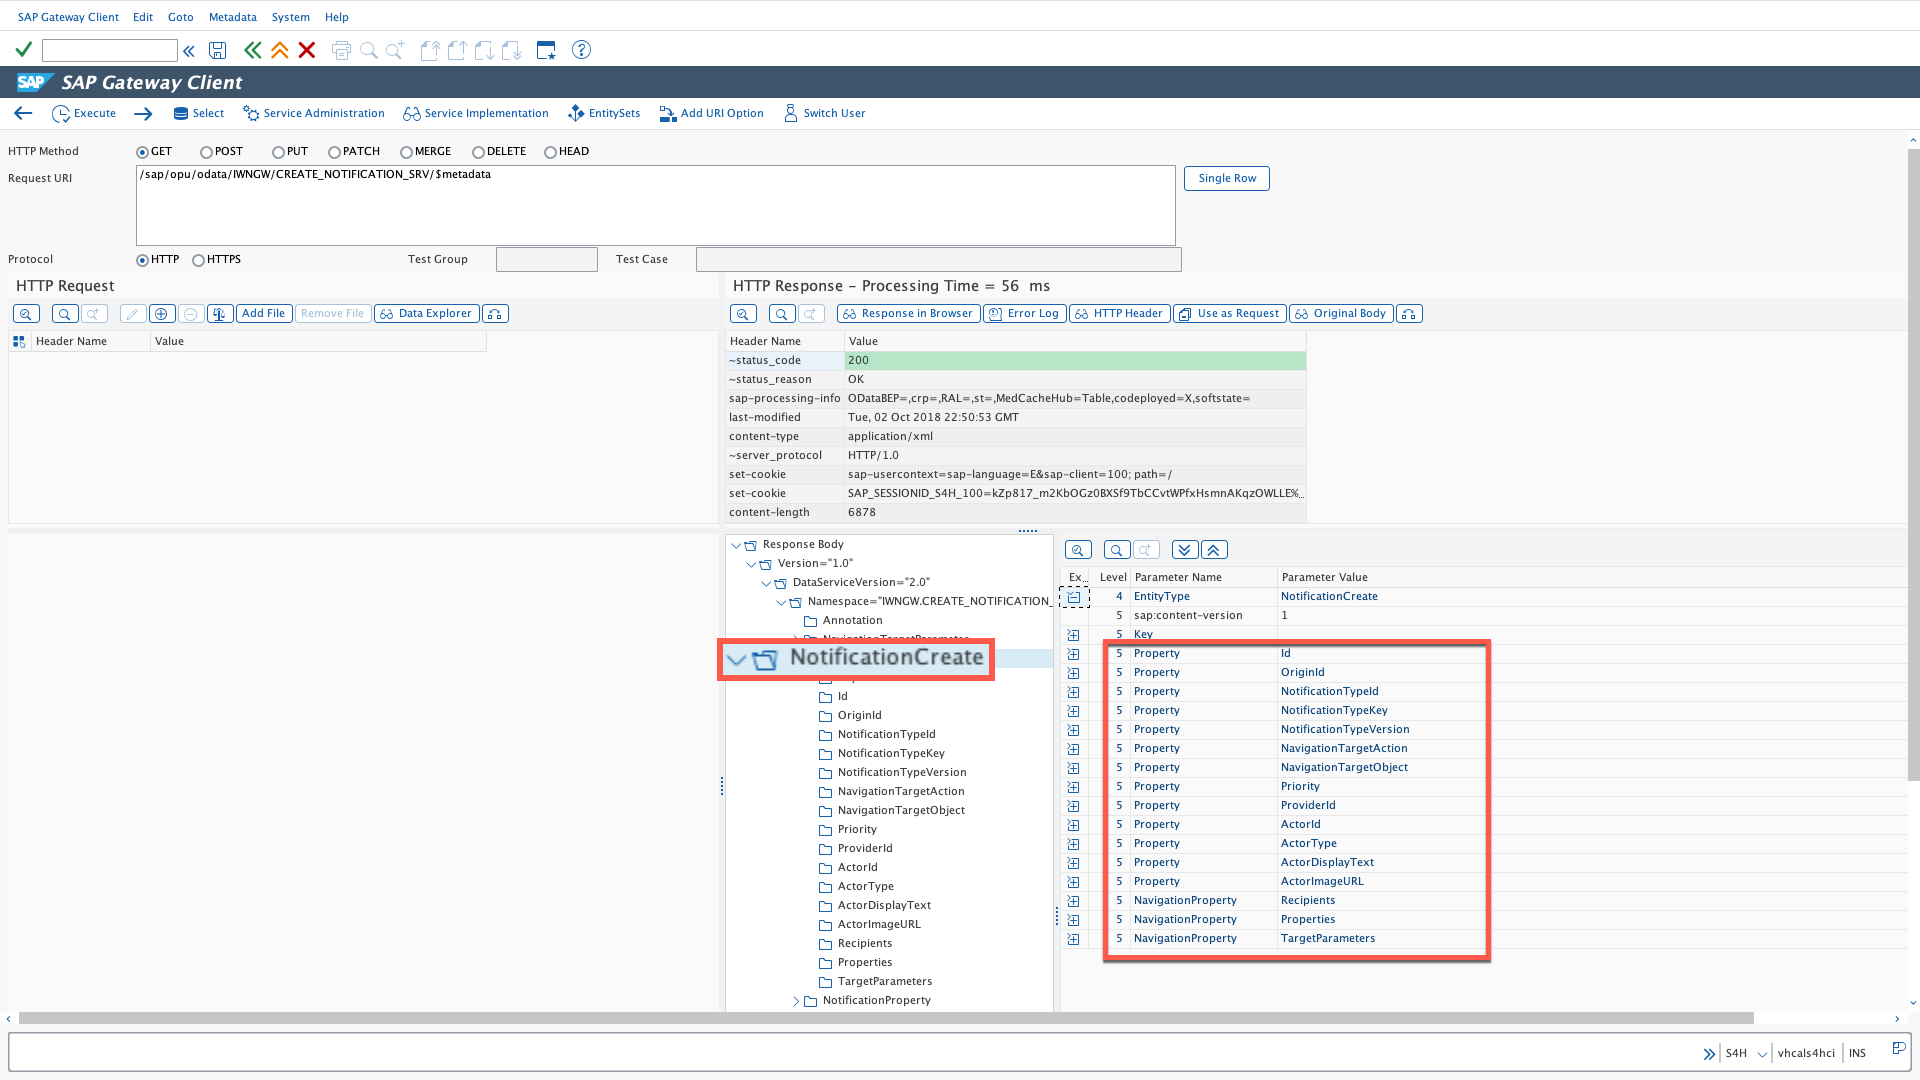 SAP Gateway Client Edit Goto Metadata System Help
SAP SAP Gateway Client
Execute Select Service Administration Service Implementation EntitySets Add URI Option Switch User
HTTP Method GET POST PUT PATCH MERGE DELETE HEAD
Request URI /sap/opu/odata/IWNGW/CREATE_NOTIFICATION_SRV/$metadata Single Row
Protocol HTTP HTTPS Test Group Test Case
HTTP Request
Add File Remove File Data Explorer
Header Name Value
HTTP Response - Processing Time = 56 ms
Response in Browser Error Log HTTP Header Use as Request Original Body
Header Name Value
~status_code 200
~status_reason OK
sap-processing-info ODataBEP=,crp=,RAL=,st=,MedCacheHub=Table,codeployed=X,softstate=
last-modified Tue, 02 Oct 2018 22:50:53 GMT
content-type application/xml
~server_protocol HTTP/1.0
set-cookie sap-usercontext=sap-language=E&sap-client=100; path=/
set-cookie SAP_SESSIONID_S4H_100=kZp817_m2KbOGz0BXSf9TbCCvtWPfxHsmnAKqzOWLLE%...
content-length 6878
Response Body
Version="1.0"
DataServiceVersion="2.0"
Namespace="IWNGW.CREATE_NOTIFICATION_
Annotation
NavigationTargetParameter
NotificationCreate
Id
OriginId
NotificationTypeId
NotificationTypeKey
NotificationTypeVersion
NavigationTargetAction
NavigationTargetObject
Priority
ProviderId
ActorId
ActorType
ActorDisplayText
ActorImageURL
Recipients
Properties
TargetParameters
NotificationProperty
Ex... Level Parameter Name Parameter Value
4 EntityType NotificationCreate
5 sap:content-version 1
5 Key
5 Property Id
5 Property OriginId
5 Property NotificationTypeId
5 Property NotificationTypeKey
5 Property NotificationTypeVersion
5 Property NavigationTargetAction
5 Property NavigationTargetObject
5 Property Priority
5 Property ProviderId
5 Property ActorId
5 Property ActorType
5 Property ActorDisplayText
5 Property ActorImageURL
5 NavigationProperty Recipients
5 NavigationProperty Properties
5 NavigationProperty TargetParameters
S4H vhcals4hci INS